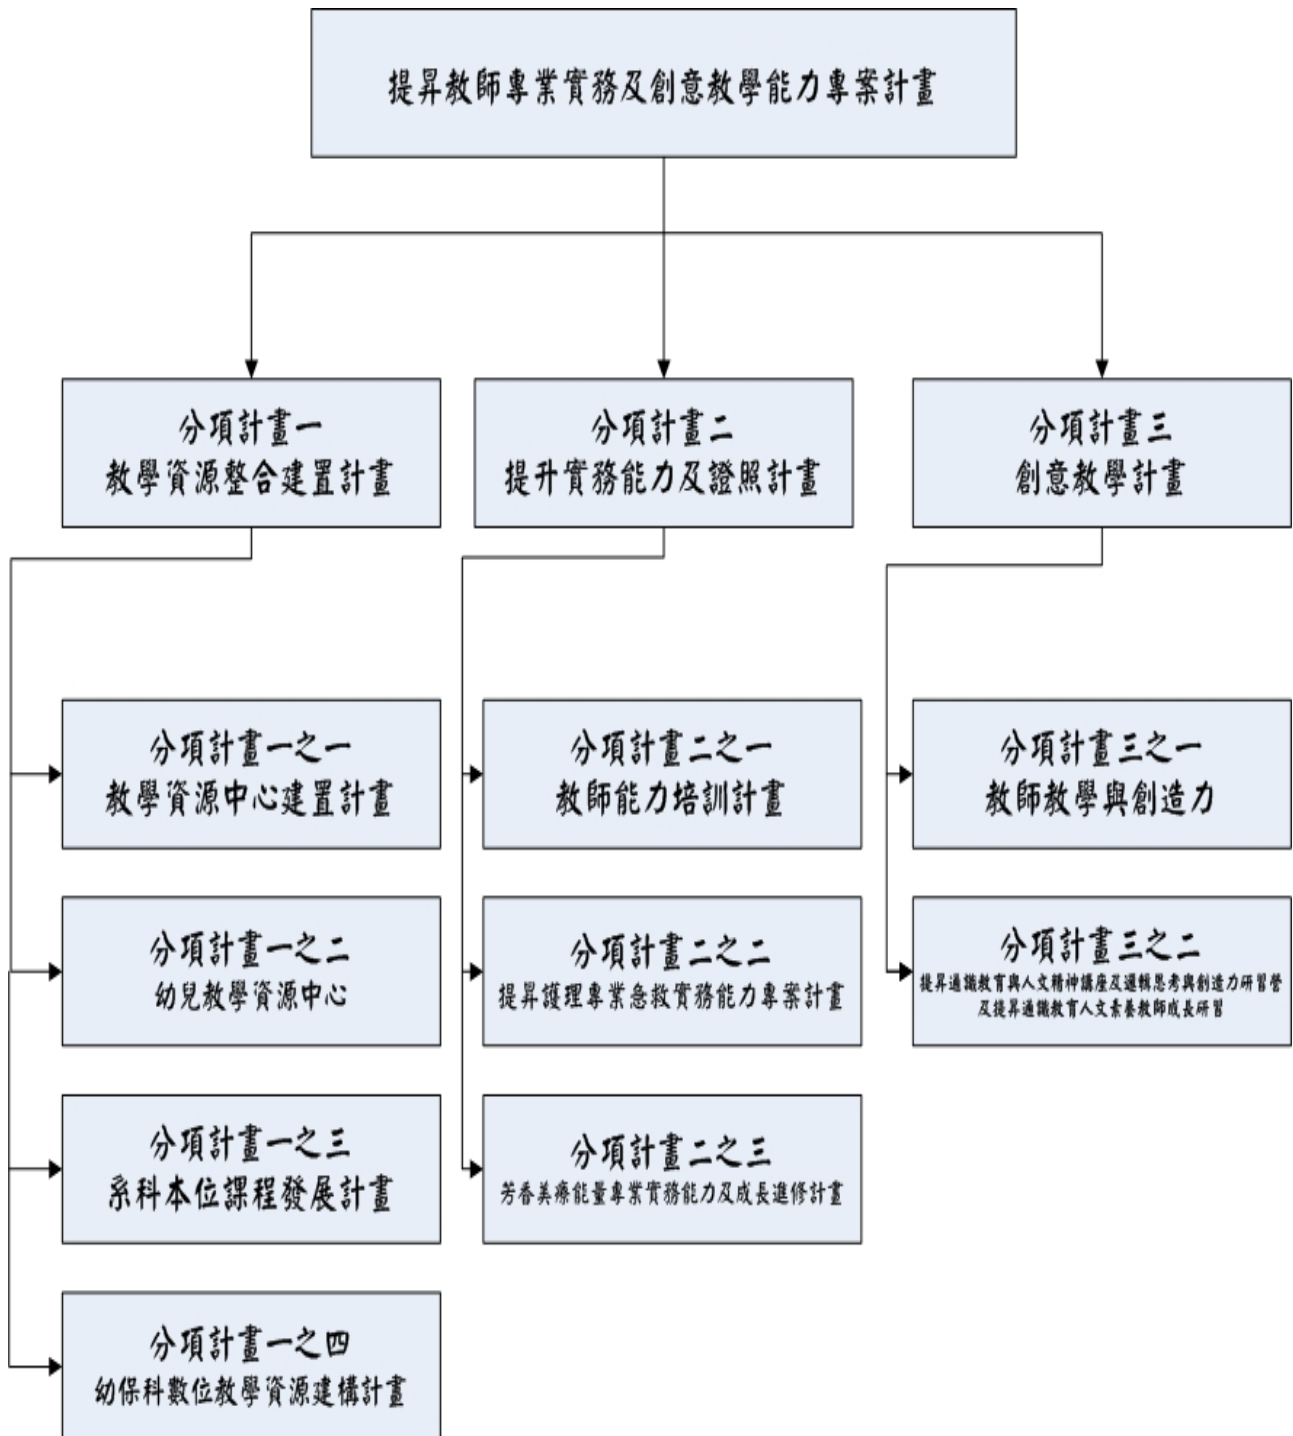 提昇教師專業實務及創意教學能力專案計畫
分項計畫一
教學資源整合建置計畫
分項計畫二
提升實務能力及證照計畫
分項計畫三
創意教學計畫
分項計畫一之一
教學資源中心建置計畫
分項計畫二之一
教師能力培訓計畫
分項計畫三之一
教師教學與創造力
分項計畫一之二
幼兒教學資源中心
分項計畫二之二
提昇護理專業急救實務能力專案計畫
分項計畫三之二
提昇通識教育與人文精神講座及邏輯思考與創造力研習營
及提昇通識教育人文素養教師成長研習
分項計畫一之三
系科本位課程發展計畫
分項計畫二之三
芳香美療能量專業實務能力及成長進修計畫
分項計畫一之四
幼保科數位教學資源建構計畫